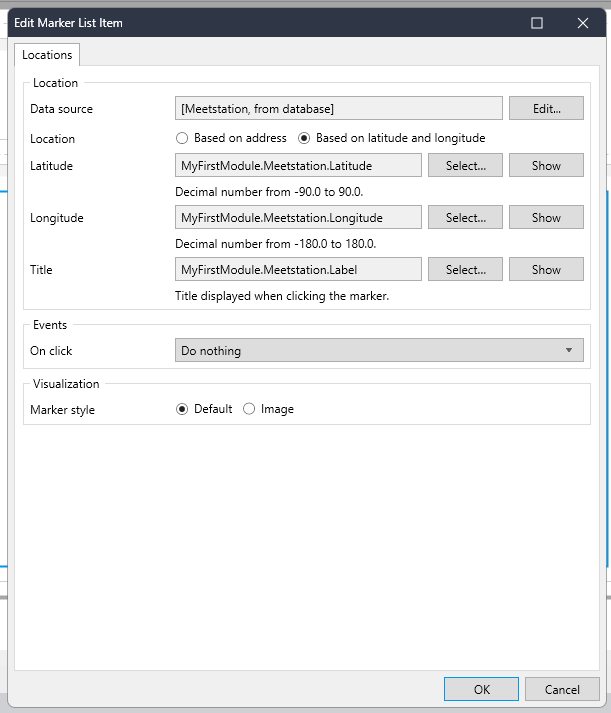 Edit Marker List Item
Locations
Location
Data source [Meetstation, from database] Edit...
Location Based on address Based on latitude and longitude
Latitude MyFirstModule.Meetstation.Latitude Select... Show
Decimal number from -90.0 to 90.0.
Longitude MyFirstModule.Meetstation.Longitude Select... Show
Decimal number from -180.0 to 180.0.
Title MyFirstModule.Meetstation.Label Select... Show
Title displayed when clicking the marker.
Events
On click Do nothing
Visualization
Marker style Default Image
OK Cancel